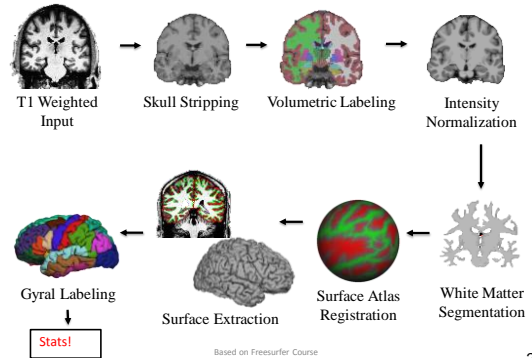 T1 Weighted
Input
Skull Stripping
Volumetric Labeling
Intensity
Normalization
White Matter
Segmentation
Surface Atlas
Registration
Surface Extraction
Gyral Labeling
Stats!
Based on Freesurfer Course